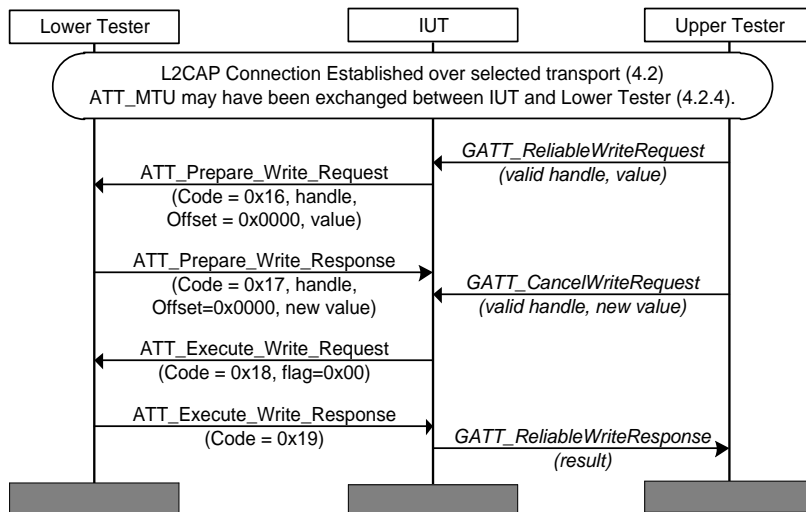 Lower Tester
IUT
Upper Tester
L2CAP Connection Established over selected transport (4.2)
ATT_MTU may have been exchanged between IUT and Lower Tester (4.2.4).
GATT_ReliableWriteRequest
(valid handle, value)
ATT_Prepare_Write_Request
(Code = 0x16, handle,
Offset = 0x0000, value)
ATT_Prepare_Write_Response
(Code = 0x17, handle,
Offset=0x0000, new value)
GATT_CancelWriteRequest
(valid handle, new value)
ATT_Execute_Write_Request
(Code = 0x18, flag=0x00)
ATT_Execute_Write_Response
(Code = 0x19)
GATT_ReliableWriteResponse
(result)